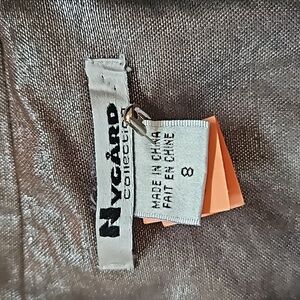 NYGÅRD
Collection
MADE IN CHINA
FAIT EN CHINE
8